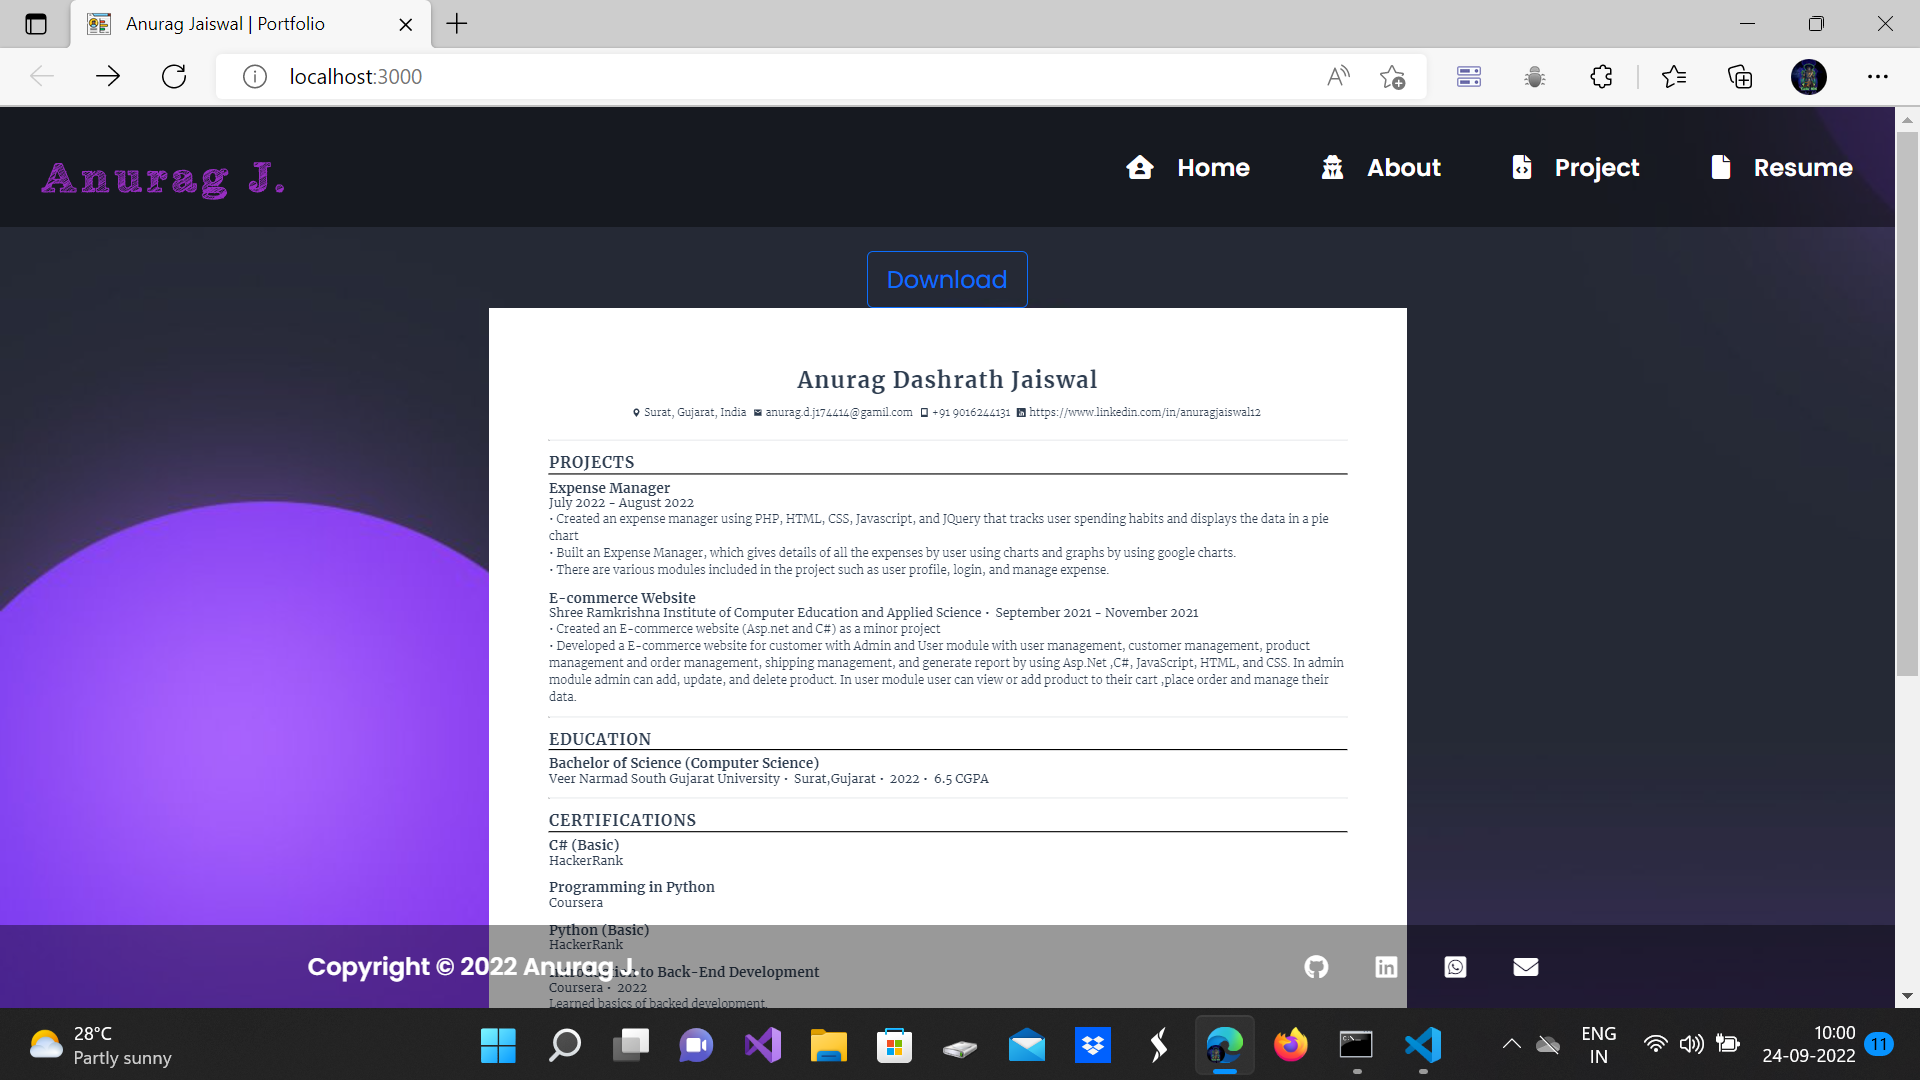 Anurag Jaiswal | Portfolio
localhost:3000
Anurag J.
Home
About
Project
Resume
Download
Anurag Dashrath Jaiswal
Surat, Gujarat, India anurag.d.j174414@gamil.com +91 9016244131 https://www.linkedin.com/in/anuragjaiswal12
PROJECTS
Expense Manager
July 2022 - August 2022
• Created an expense manager using PHP, HTML, CSS, Javascript, and JQuery that tracks user spending habits and displays the data in a pie
chart
• Built an Expense Manager, which gives details of all the expenses by user using charts and graphs by using google charts.
• There are various modules included in the project such as user profile, login, and manage expense.
E-commerce Website
Shree Ramkrishna Institute of Computer Education and Applied Science • September 2021 - November 2021
• Created an E-commerce website (Asp.net and C#) as a minor project
• Developed a E-commerce website for customer with Admin and User module with user management, customer management, product
management and order management, shipping management, and generate report by using Asp.Net ,C#, JavaScript, HTML, and CSS. In admin
module admin can add, update, and delete product. In user module user can view or add product to their cart ,place order and manage their
data.
EDUCATION
Bachelor of Science (Computer Science)
Veer Narmad South Gujarat University • Surat,Gujarat • 2022 • 6.5 CGPA
CERTIFICATIONS
C# (Basic)
HackerRank
Programming in Python
Coursera
Python (Basic)
HackerRank
Introduction to Back-End Development
Coursera • 2022
Learned basics of backed development.
Copyright © 2022 Anurag J.
28°C
Partly sunny
ENG
IN
10:00
24-09-2022
11